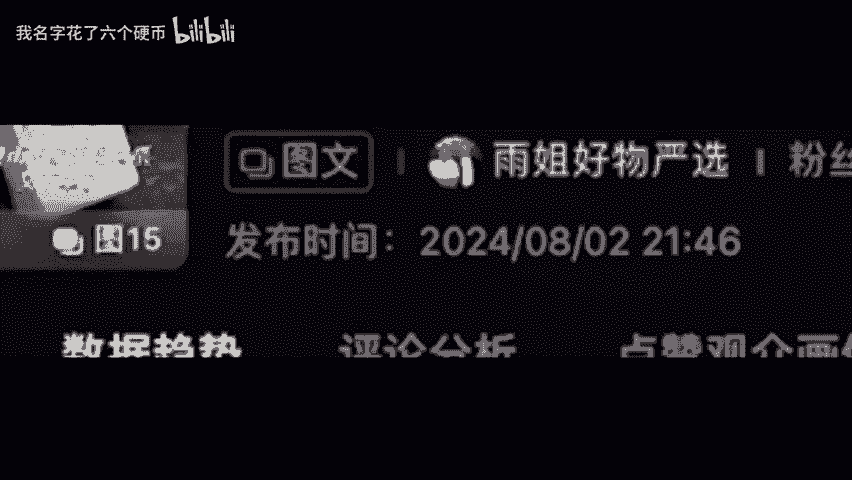 我名字花了六个硬币 bilibili
图文 雨姐好物严选 粉丝
图15
发布时间：2024/08/02 21:46
数据趋势 评论分析 点赞观众画像